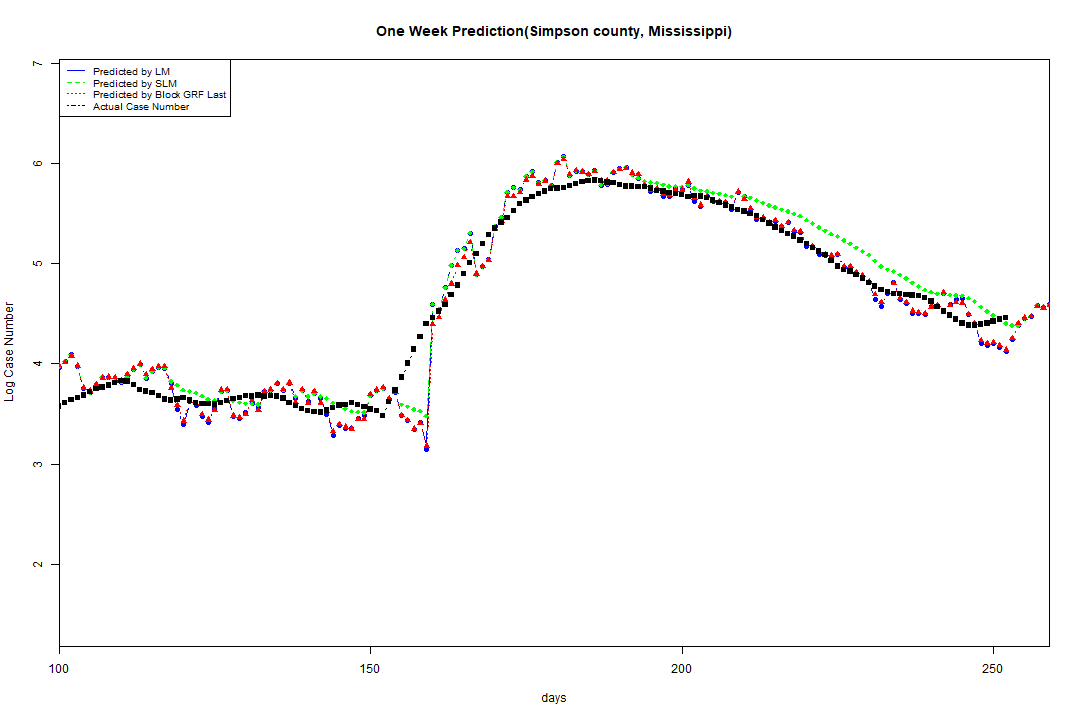 One Week Prediction(Simpson county, Mississippi)
Predicted by LM
Predicted by SLM
Predicted by Block GRF Last
Actual Case Number
7
6
5
4
3
2
Log Case Number
100 150 200 250
days